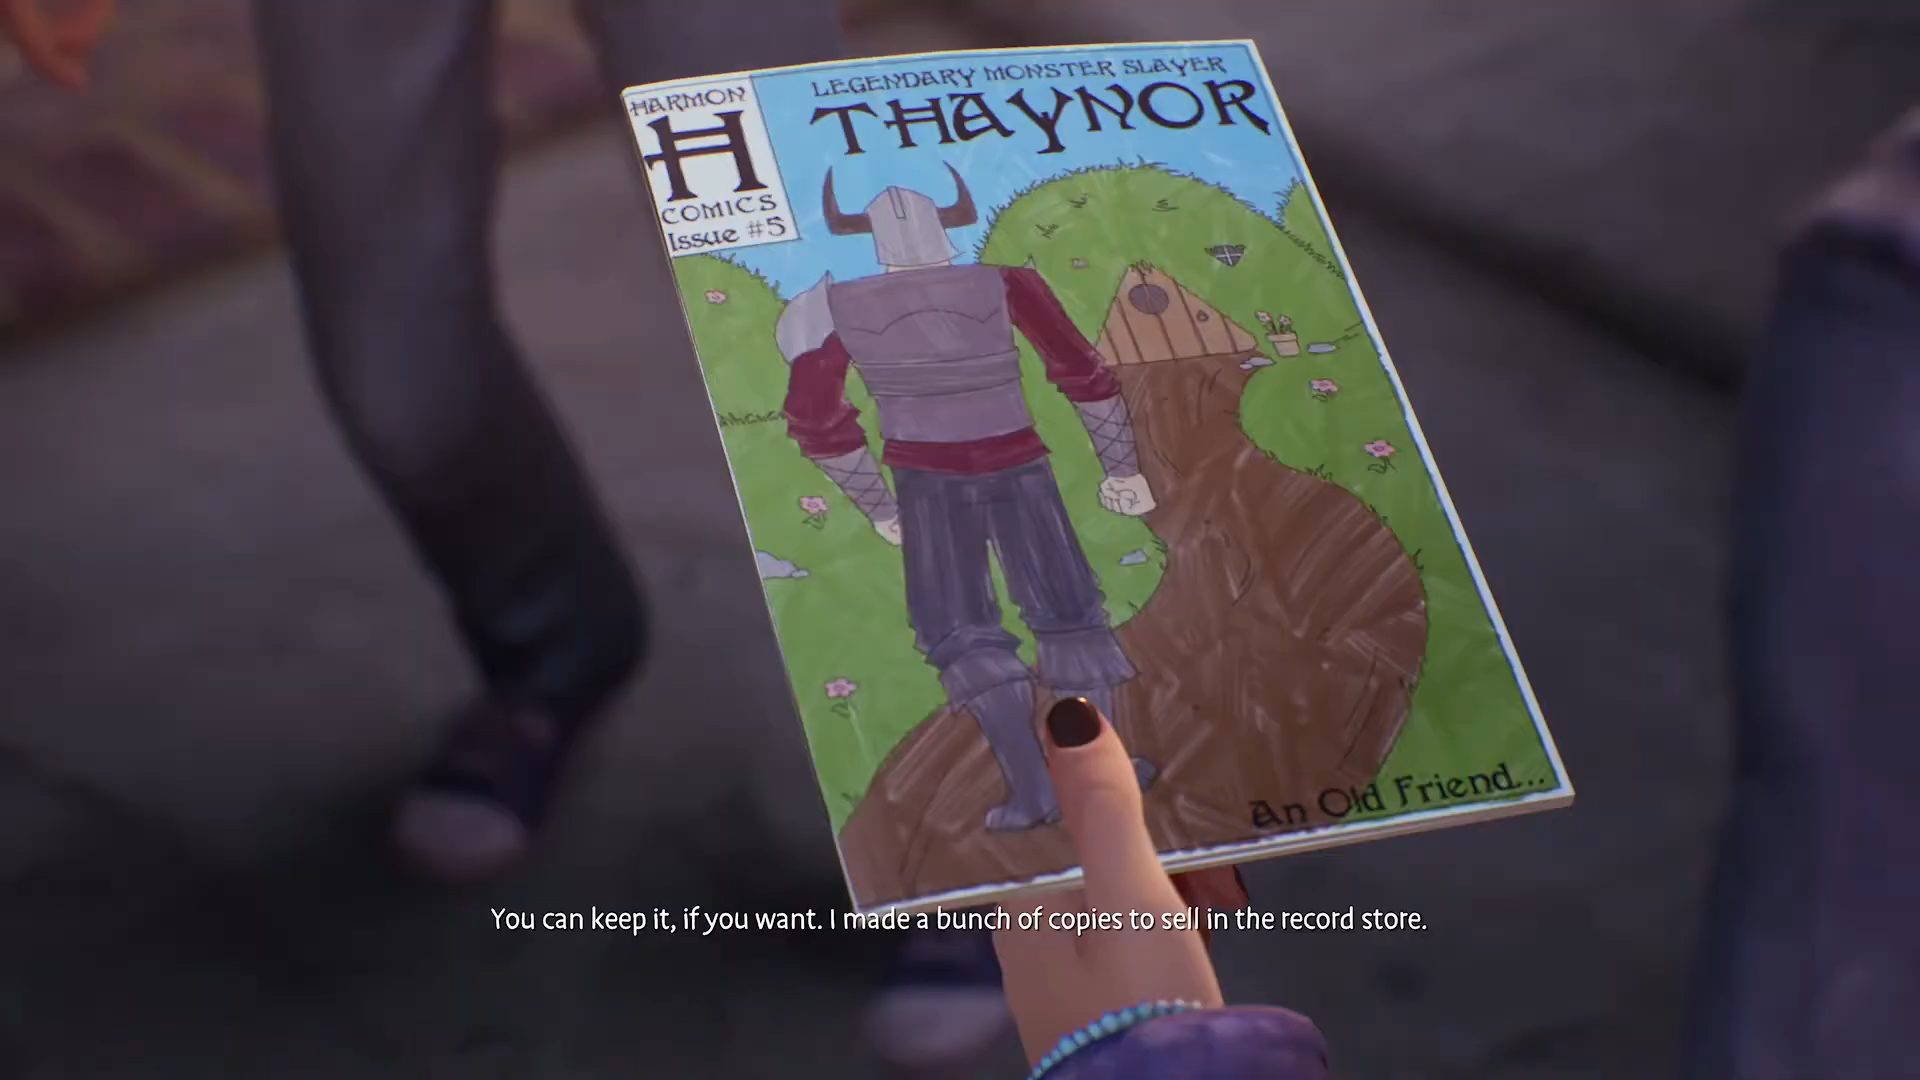 HARMON
H
COMICS
Issue #5
LEGENDARY MONSTER SLAYER
THAYNOR
An Old Friend...
You can keep it, if you want. I made a bunch of copies to sell in the record store.